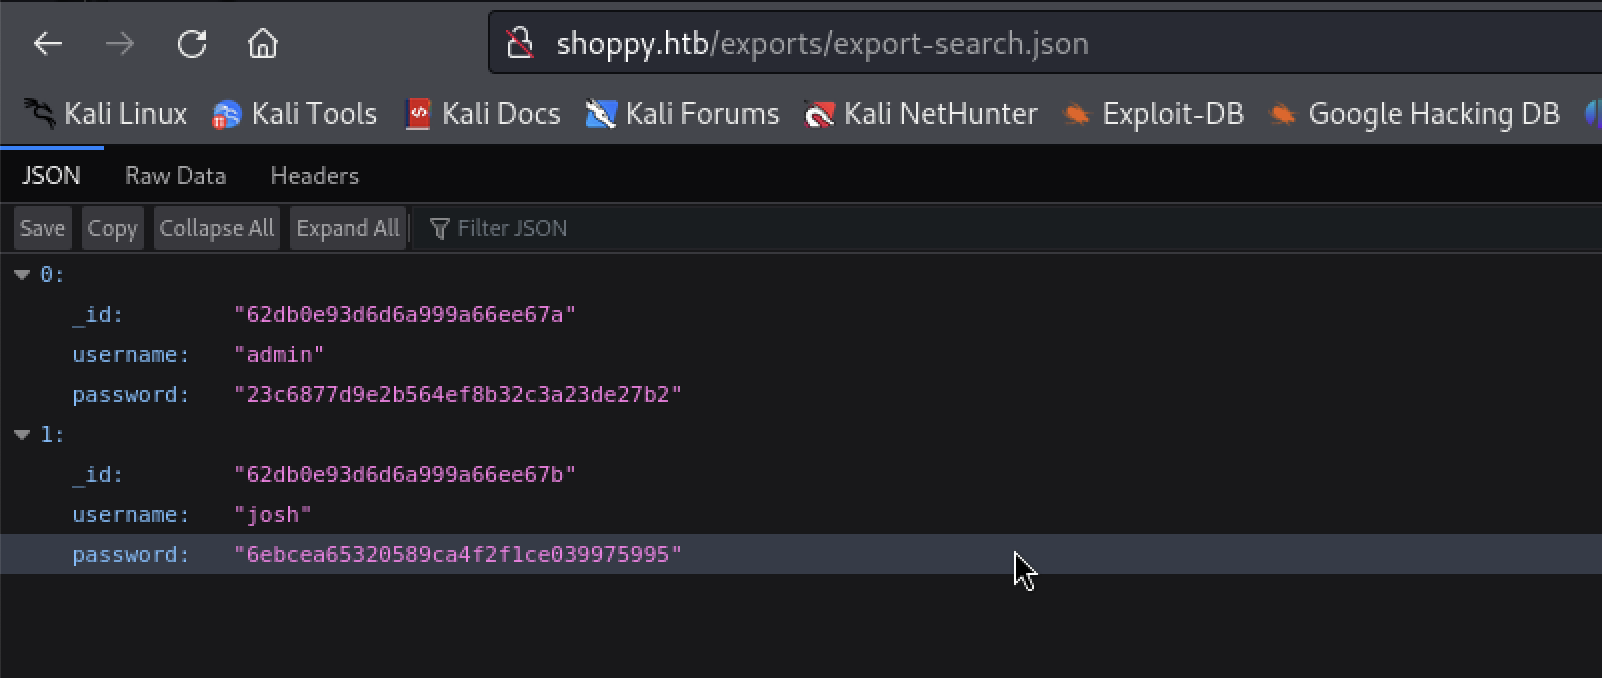 shoppy.htb/exports/export-search.json
Kali Linux Kali Tools Kali Docs Kali Forums Kali NetHunter Exploit-DB Google Hacking DB
JSON Raw Data Headers
Save Copy Collapse All Expand All Filter JSON
0:
_id: "62db0e93d6d6a999a66ee67a"
username: "admin"
password: "23c6877d9e2b564ef8b32c3a23de27b2"
1:
_id: "62db0e93d6d6a999a66ee67b"
username: "josh"
password: "6ebcea65320589ca4f2f1ce039975995"